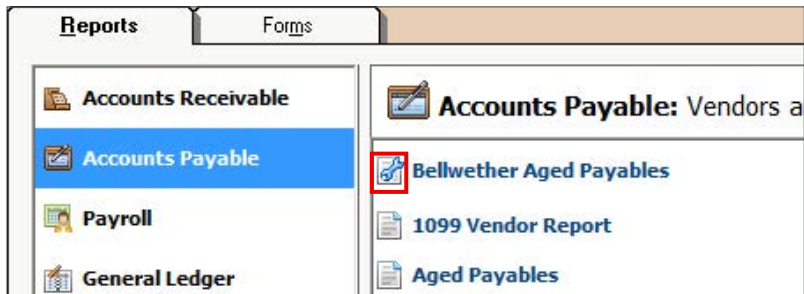 Reports
Forms
Accounts Receivable
Accounts Payable
Payroll
General Ledger
Accounts Payable: Vendors a
Bellwether Aged Payables
1099 Vendor Report
Aged Payables